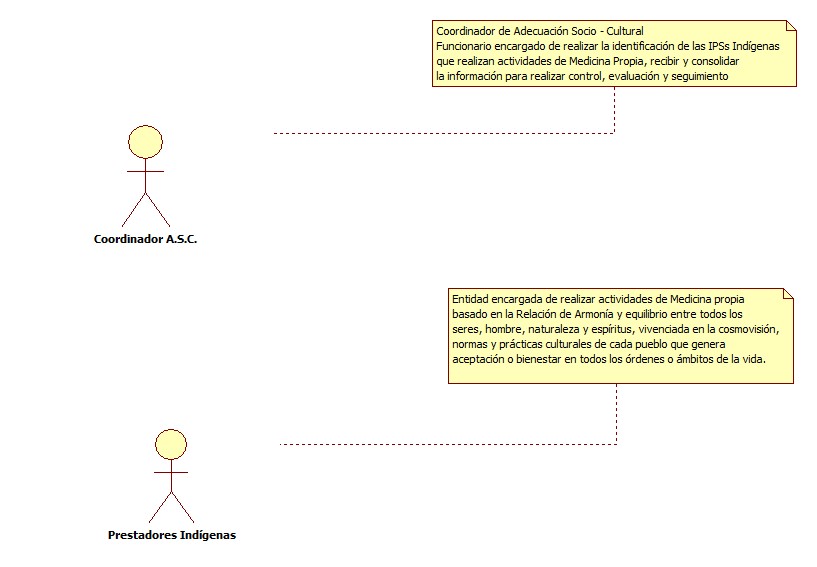 Coordinador de Adecuación Socio - Cultural
Funcionario encargado de realizar la identificación de las IPSs Indígenas
que realizan actividades de Medicina Propia, recibir y consolidar
la información para realizar control, evaluación y seguimiento
Coordinador A.S.C.
Entidad encargada de realizar actividades de Medicina propia
basado en la Relación de Armonía y equilibrio entre todos los
seres, hombre, naturaleza y espíritus, vivenciada en la cosmovisión,
normas y prácticas culturales de cada pueblo que genera
aceptación o bienestar en todos los órdenes o ámbitos de la vida.
Prestadores Indígenas